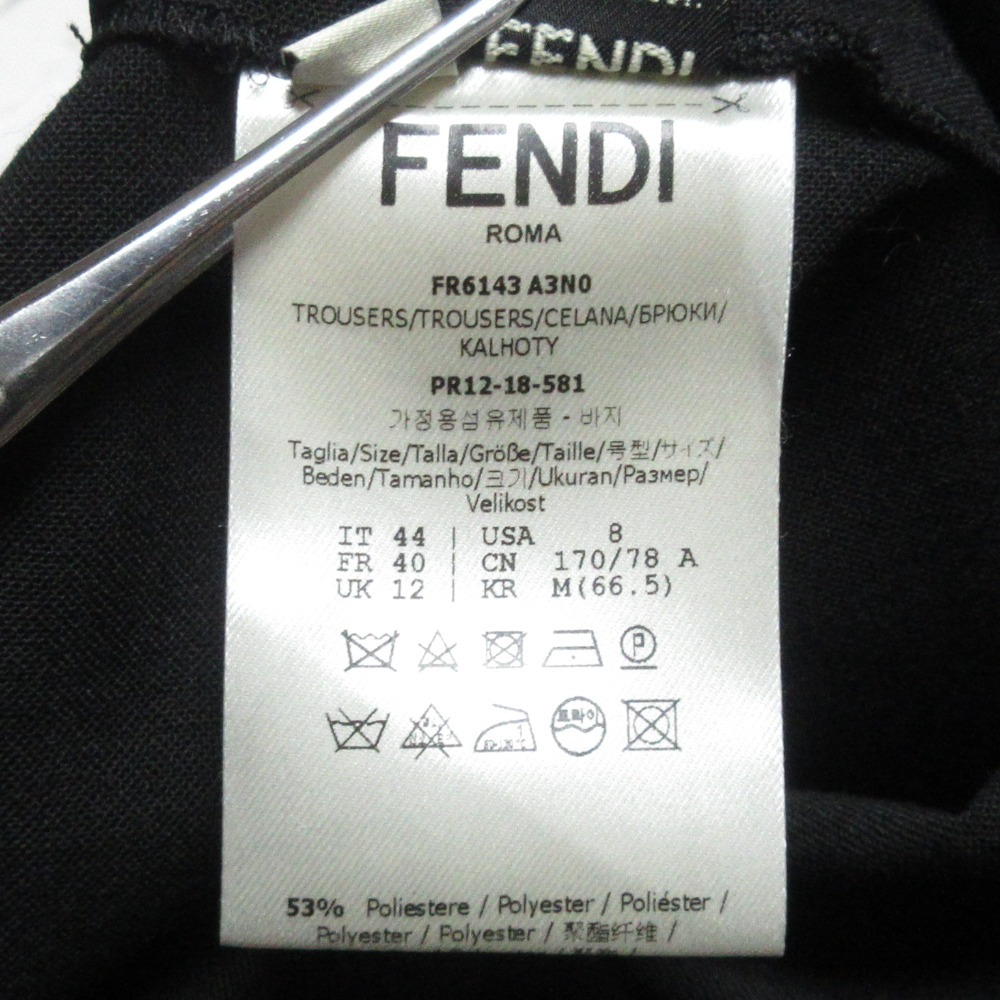 FENDI
FENDI
ROMA
FR6143 A3N0
TROUSERS/TROUSERS/CELANA/БРЮКИ/
KALHOTY
PR12-18-581
가정용섬유제품 - 바지
Taglia/Size/Talla/Größe/Taille/号型/サイズ/
Beden/Tamanho/크기/Ukuran/Размер/
Velikost
IT 44 | USA 8
FR 40 | CN 170/78 A
UK 12 | KR M(66.5)
P
드라이
53% Poliestere / Polyester / Poliéster /
Polyester / Polyester / 聚酯纤维 /